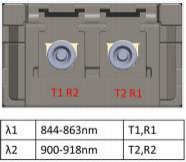 T1 R2
T2 R1
λ1 844-863nm T1,R1
λ2 900-918nm T2,R2